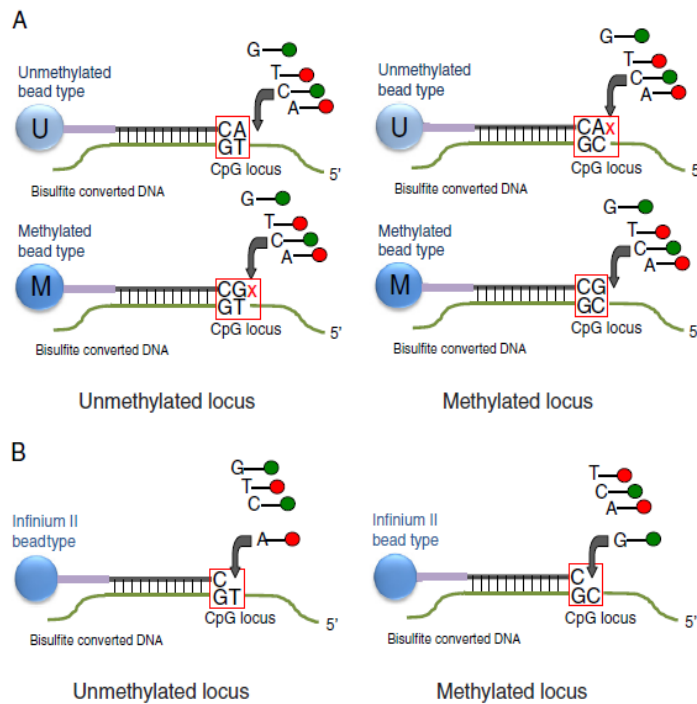 A
G
T
C
A
Unmethylated
bead type
U
CA
GT
CpG locus
5'
Bisulfite converted DNA
G
T
C
A
Unmethylated
bead type
U
CAx
GC
CpG locus
5'
Bisulfite converted DNA
G
T
C
A
Methylated
bead type
M
CGx
GT
CpG locus
5'
Bisulfite converted DNA
G
T
C
A
Methylated
bead type
M
CG
GC
CpG locus
5'
Bisulfite converted DNA
Unmethylated locus
Methylated locus
B
G
T
C
A
Infinium II
beadtype
C
GT
CpG locus
5'
Bisulfite converted DNA
T
C
A
G
Infinium II
bead type
C
GC
CpG locus
5'
Bisulfite converted DNA
Unmethylated locus
Methylated locus